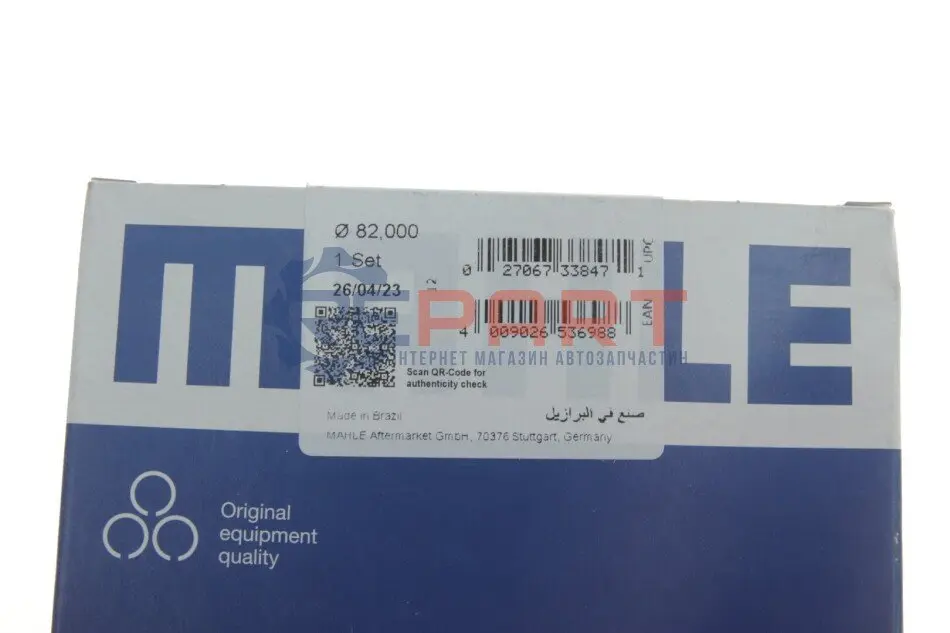 MAHLE
Ø 82,000
1 Set
26/04/23
12
0 27067 33847 1
UPC
4 009026 536988
EAN
EPART
ІНТЕРНЕТ МАГАЗИН АВТОЗАПЧАСТИН
Scan QR-Code for
authenticity check
Made in Brazil
صنع في البرازيل
MAHLE Aftermarket GmbH, 70376 Stuttgart, Germany
Original
equipment
quality